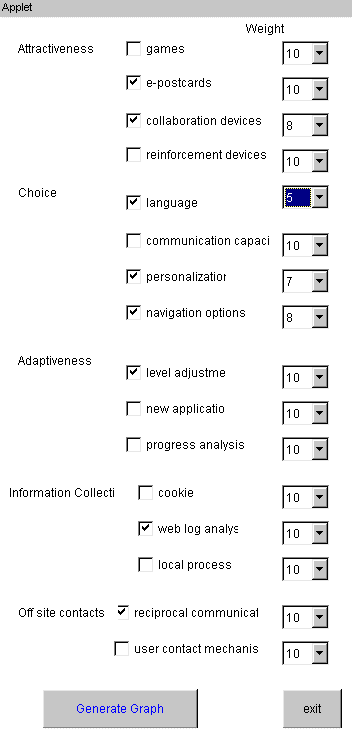 Applet
Weight
Attractiveness games 10
e-postcards 10
collaboration devices 8
reinforcement devices 10
Choice language 5
communication capaci 10
personalization 7
navigation options 8
Adaptiveness level adjustme 10
new applicatio 10
progress analysis 10
Information Collecti cookie 10
web log analys 10
local process 10
Off site contacts reciprocal communicat 10
user contact mechanis 10
Generate Graph exit